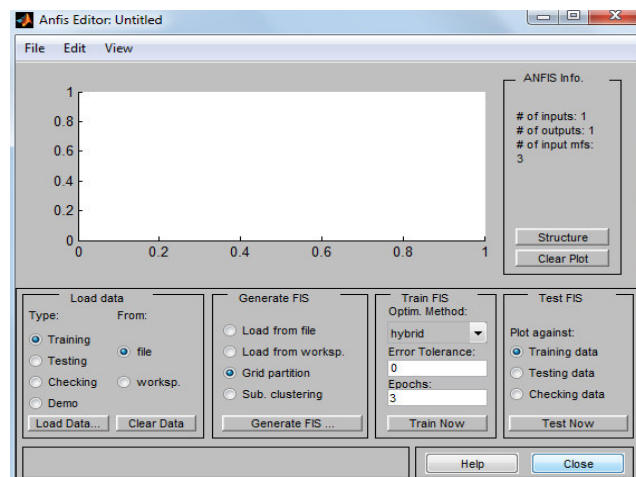 Anfis Editor: Untitled
File Edit View
ANFIS Info.
# of inputs: 1
# of outputs: 1
# of input mfs:
3
Structure
Clear Plot
1
0.8
0.6
0.4
0.2
0
0 0.2 0.4 0.6 0.8 1
Load data
Type: From:
Training
Testing
Checking
Demo
file
worksp.
Load Data... Clear Data
Generate FIS
Load from file
Load from worksp.
Grid partition
Sub. clustering
Generate FIS ...
Train FIS
Optim. Method:
hybrid
Error Tolerance:
0
Epochs:
3
Train Now
Test FIS
Plot against:
Training data
Testing data
Checking data
Test Now
Help Close